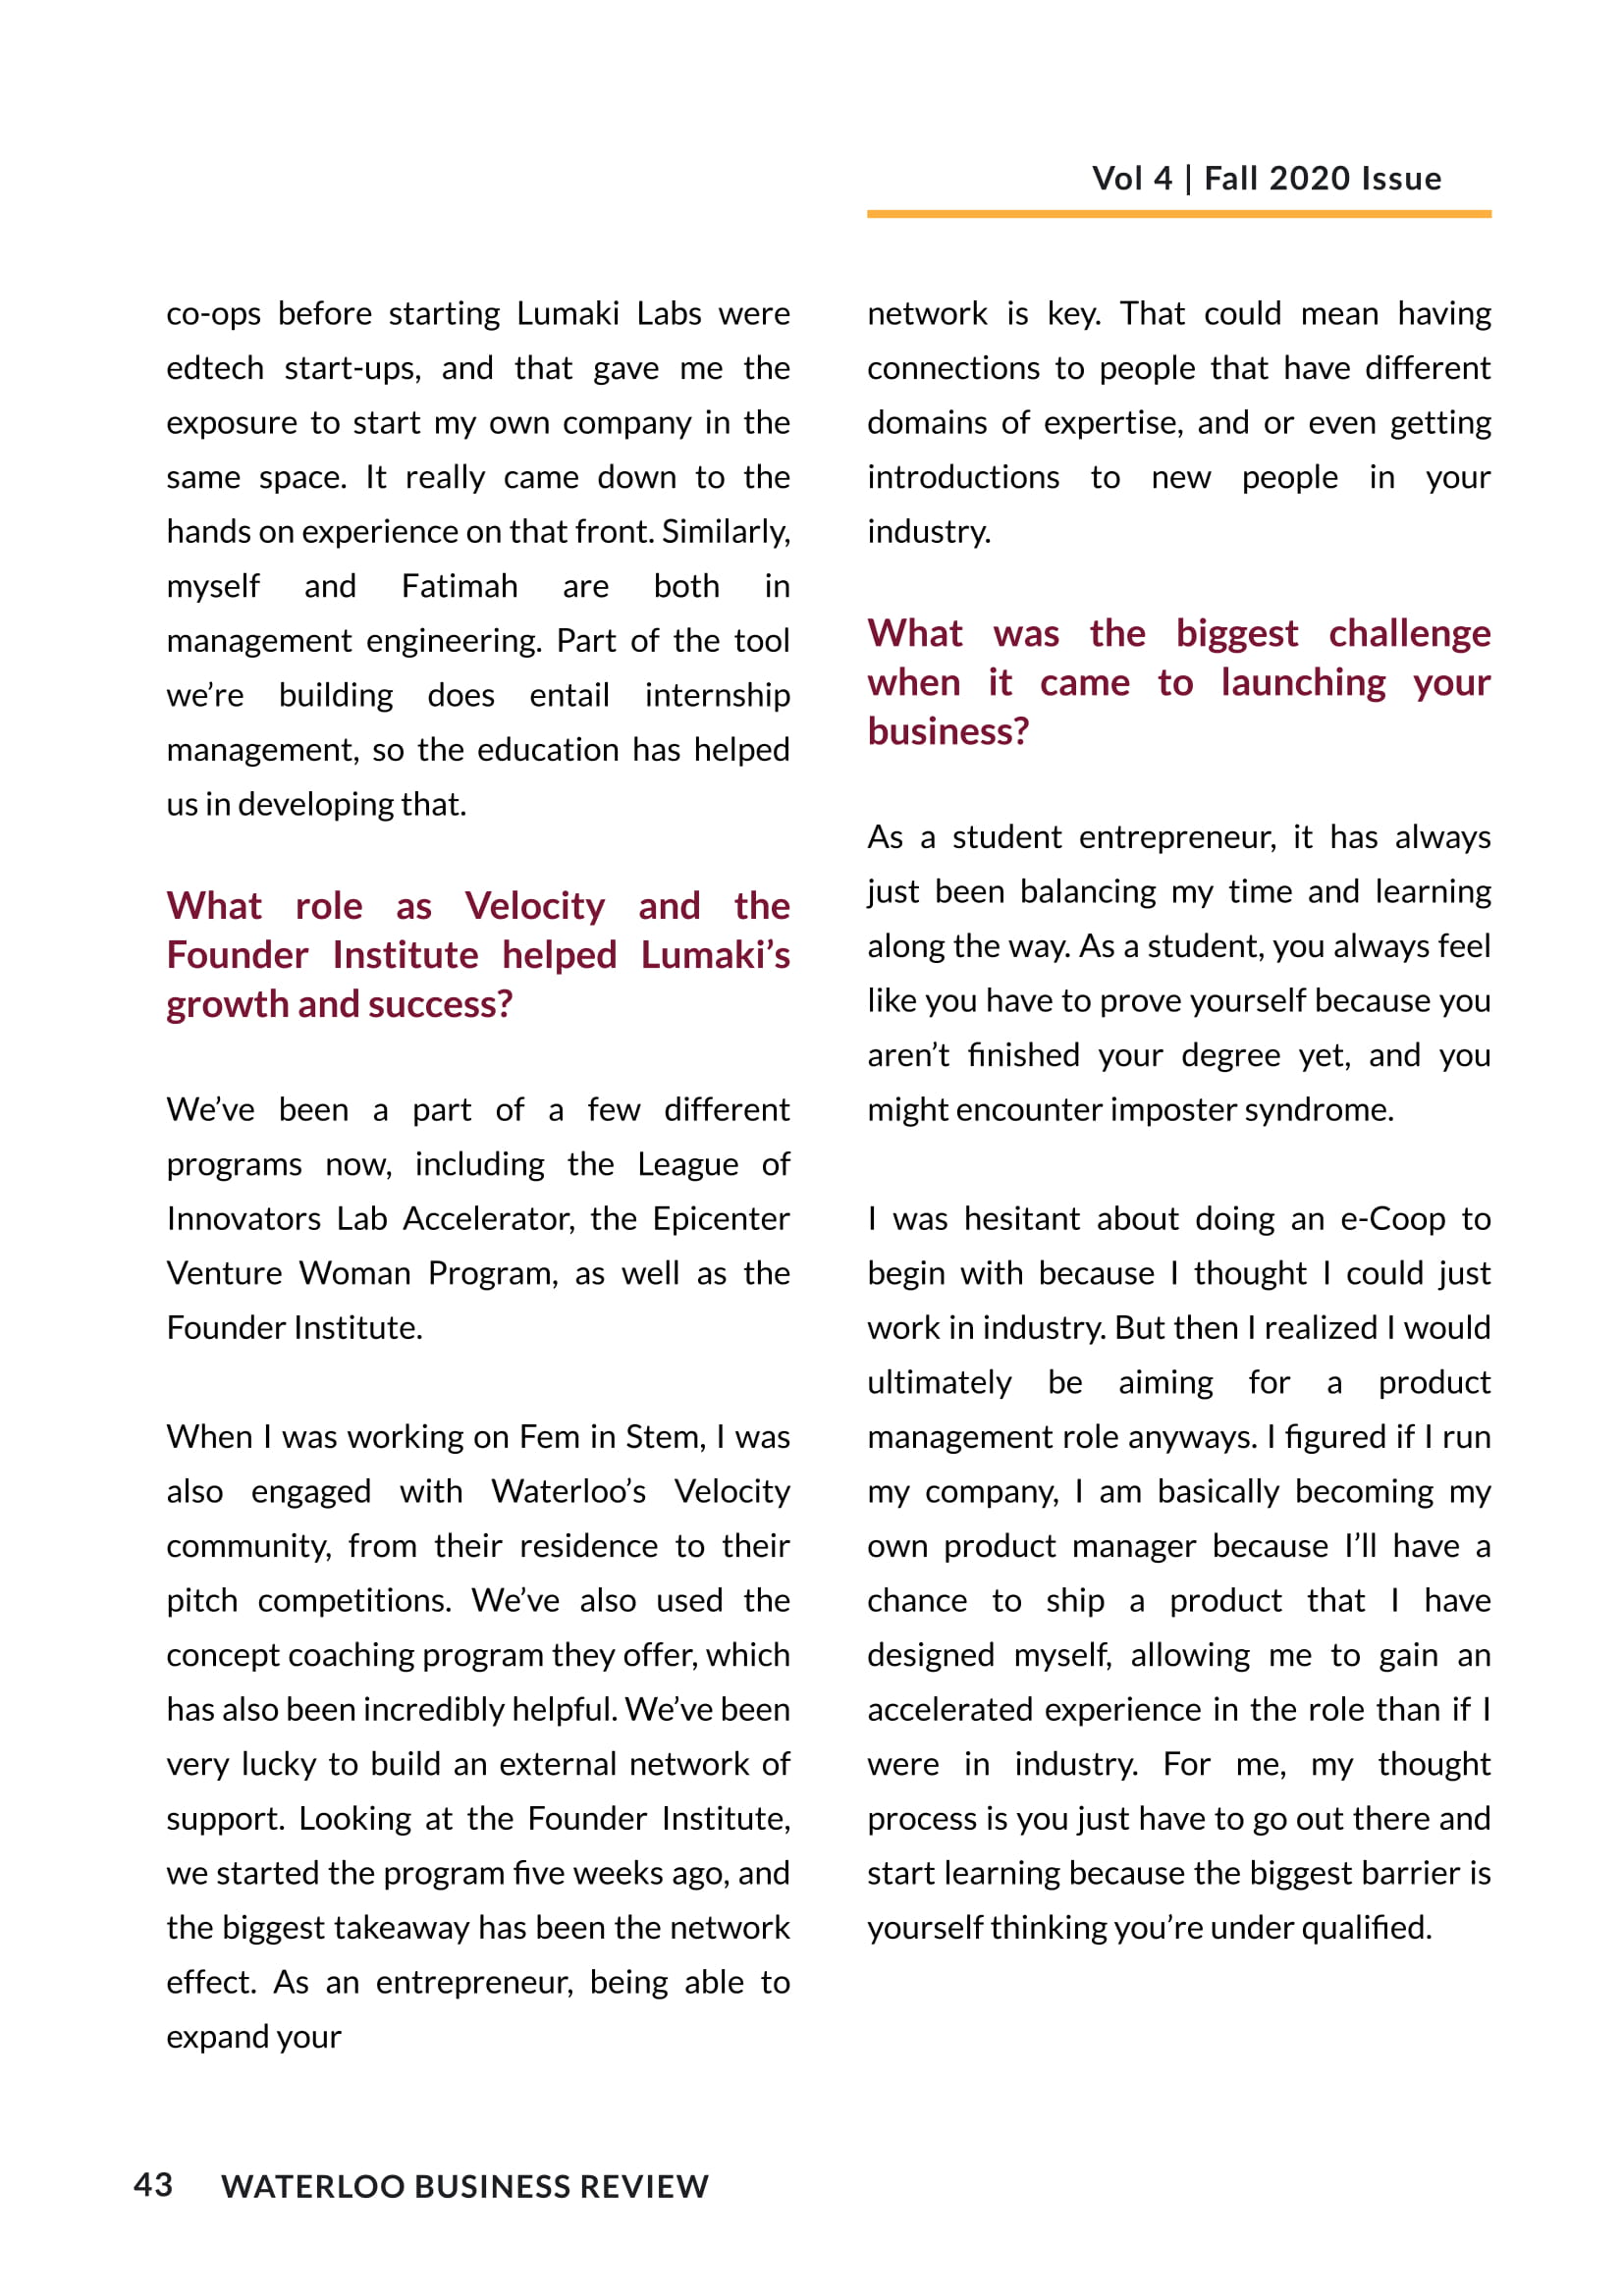 Vol 4 | Fall 2020 Issue
co-ops before starting Lumaki Labs were
edtech start-ups, and that gave me the
exposure to start my own company in the
same space. It really came down to the
hands on experience on that front. Similarly,
myself and Fatimah are both in
management engineering. Part of the tool
we’re building does entail internship
management, so the education has helped
us in developing that.
What role as Velocity and the
Founder Institute helped Lumaki’s
growth and success?
We’ve been a part of a few different
programs now, including the League of
Innovators Lab Accelerator, the Epicenter
Venture Woman Program, as well as the
Founder Institute.
When I was working on Fem in Stem, I was
also engaged with Waterloo’s Velocity
community, from their residence to their
pitch competitions. We’ve also used the
concept coaching program they offer, which
has also been incredibly helpful. We’ve been
very lucky to build an external network of
support. Looking at the Founder Institute,
we started the program five weeks ago, and
the biggest takeaway has been the network
effect. As an entrepreneur, being able to
expand your
network is key. That could mean having
connections to people that have different
domains of expertise, and or even getting
introductions to new people in your
industry.
What was the biggest challenge
when it came to launching your
business?
As a student entrepreneur, it has always
just been balancing my time and learning
along the way. As a student, you always feel
like you have to prove yourself because you
aren’t finished your degree yet, and you
might encounter imposter syndrome.
I was hesitant about doing an e-Coop to
begin with because I thought I could just
work in industry. But then I realized I would
ultimately be aiming for a product
management role anyways. I figured if I run
my company, I am basically becoming my
own product manager because I’ll have a
chance to ship a product that I have
designed myself, allowing me to gain an
accelerated experience in the role than if I
were in industry. For me, my thought
process is you just have to go out there and
start learning because the biggest barrier is
yourself thinking you’re under qualified.
43 WATERLOO BUSINESS REVIEW